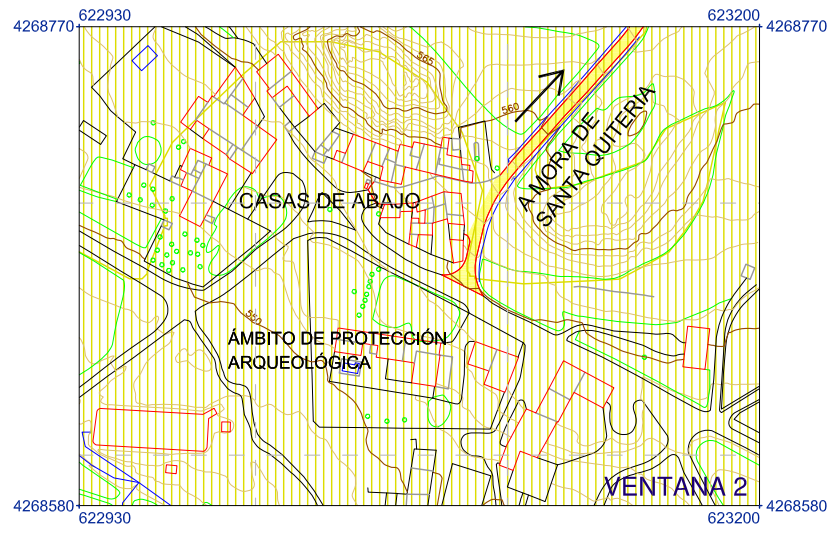 622930
623200
4268770
4268770
565
560
A MORA DE
SANTA QUITERIA
CASAS DE ABAJO
550
ÁMBITO DE PROTECCIÓN
ARQUEOLÓGICA
VENTANA 2
4268580
4268580
622930
623200